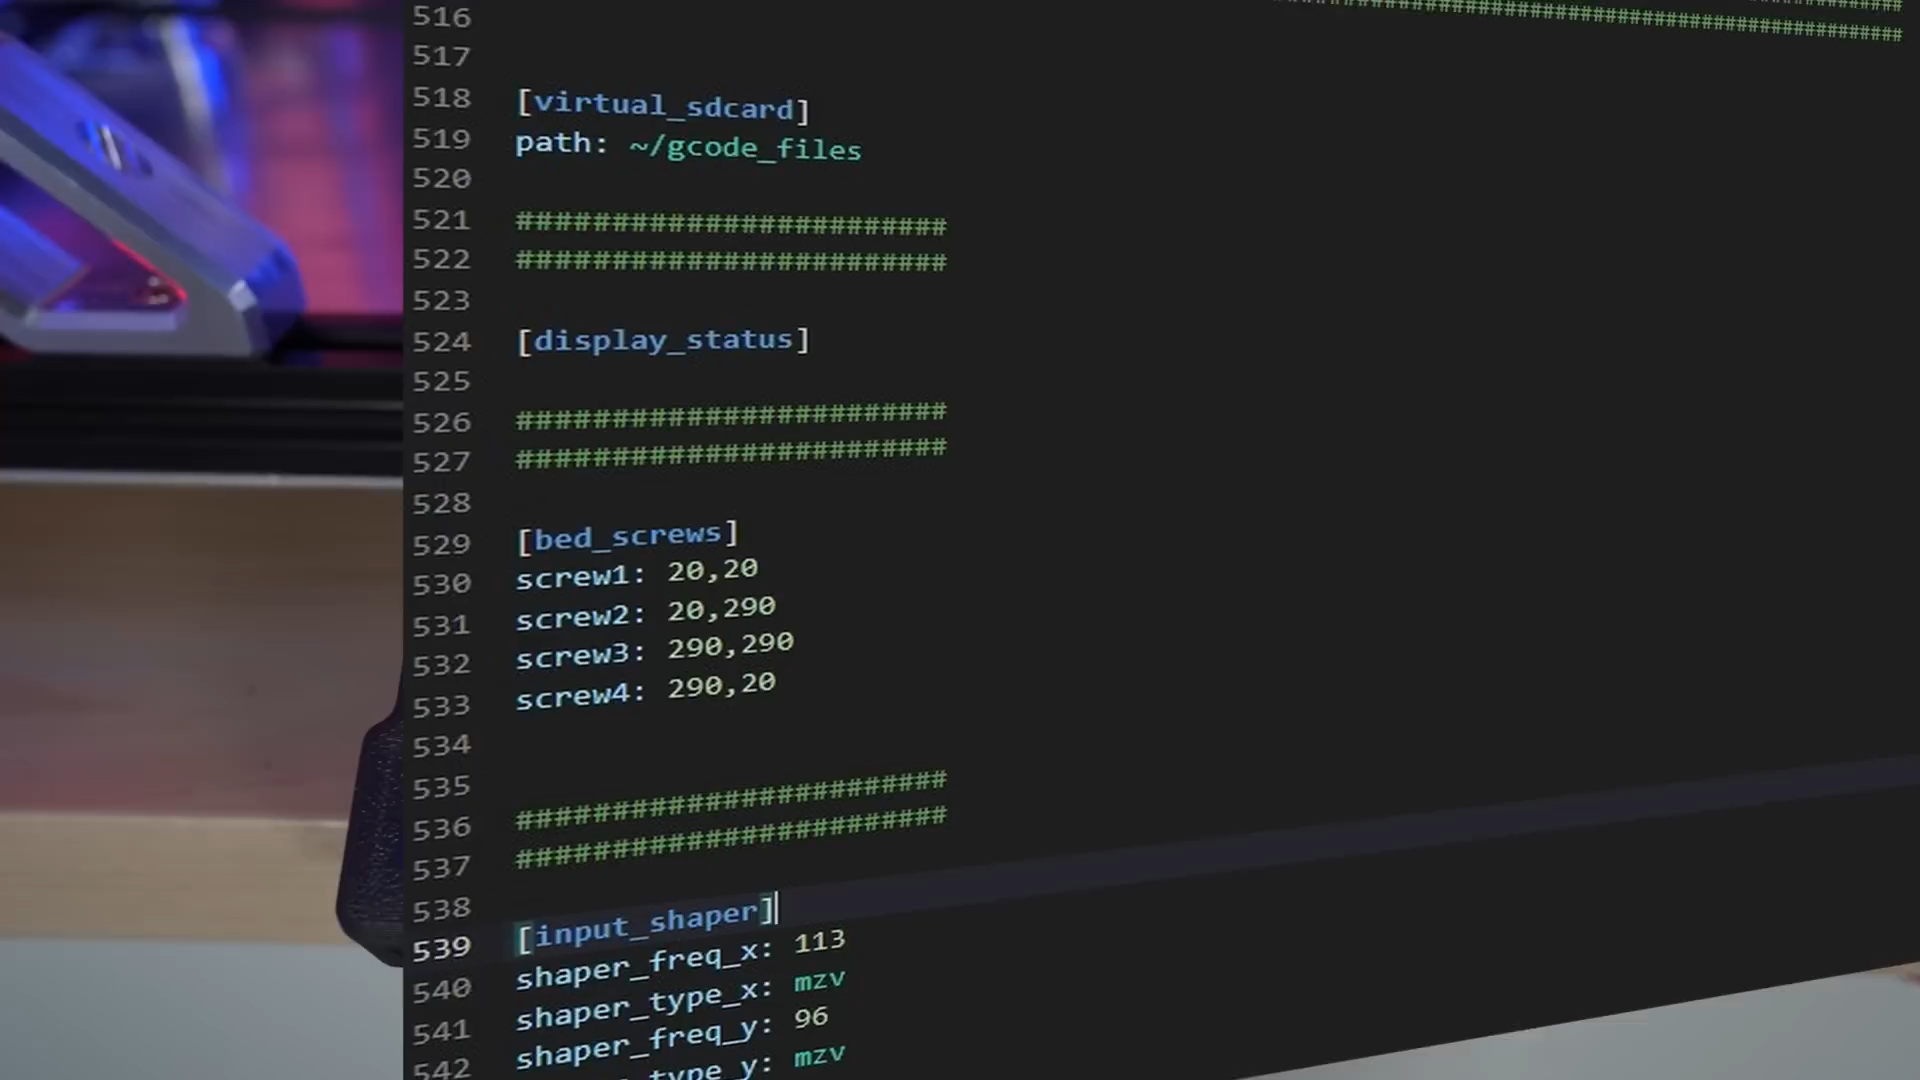 516
517
518 [virtual_sdcard]
519 path: ~/gcode_files
520
521 #######################
522 #######################
523
524 [display_status]
525
526 #######################
527 #######################
528
529 [bed_screws]
530 screw1: 20,20
531 screw2: 20,290
532 screw3: 290,290
533 screw4: 290,20
534
535
536 #######################
537 #######################
538
539 [input_shaper]
540 shaper_freq_x: 113
541 shaper_type_x: mzv
542 shaper_freq_y: 96
type_y: mzv